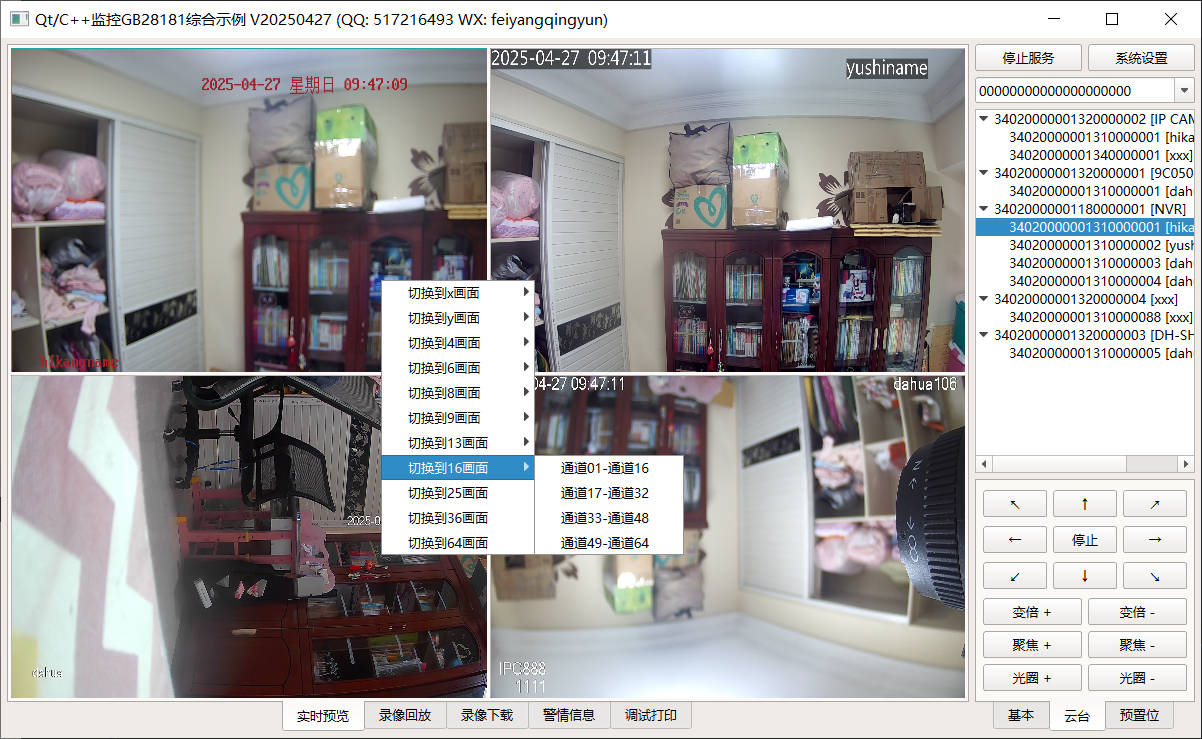 Qt/C++监控GB28181综合示例 V20250427 (QQ: 517216493 WX: feiyangqingyun)
2025-04-27 星期日 09:47:09
hikangname
2025-04-27 09:47:11
yushiname
2025-0
dahua
04-27 09:47:11
dahua106
IPC888
1111
切换到x画面
切换到y画面
切换到4画面
切换到6画面
切换到8画面
切换到9画面
切换到13画面
切换到16画面
切换到25画面
切换到36画面
切换到64画面
通道01-通道16
通道17-通道32
通道33-通道48
通道49-通道64
实时预览 录像回放 录像下载 警情信息 调试打印
停止服务 系统设置
00000000000000000000
34020000001320000002 [IP CAM
34020000001310000001 [hika
34020000001340000001 [xxx]
34020000001320000001 [9C050
34020000001310000001 [dah
34020000001180000001 [NVR]
34020000001310000001 [hika
34020000001310000002 [yush
34020000001310000003 [dah
34020000001310000004 [dah
34020000001320000004 [xxx]
34020000001310000088 [xxx]
34020000001320000003 [DH-SH
34020000001310000005 [dah
↖ ↑ ↗
← 停止 →
↙ ↓ ↘
变倍 + 变倍 -
聚焦 + 聚焦 -
光圈 + 光圈 -
基本 云台 预置位